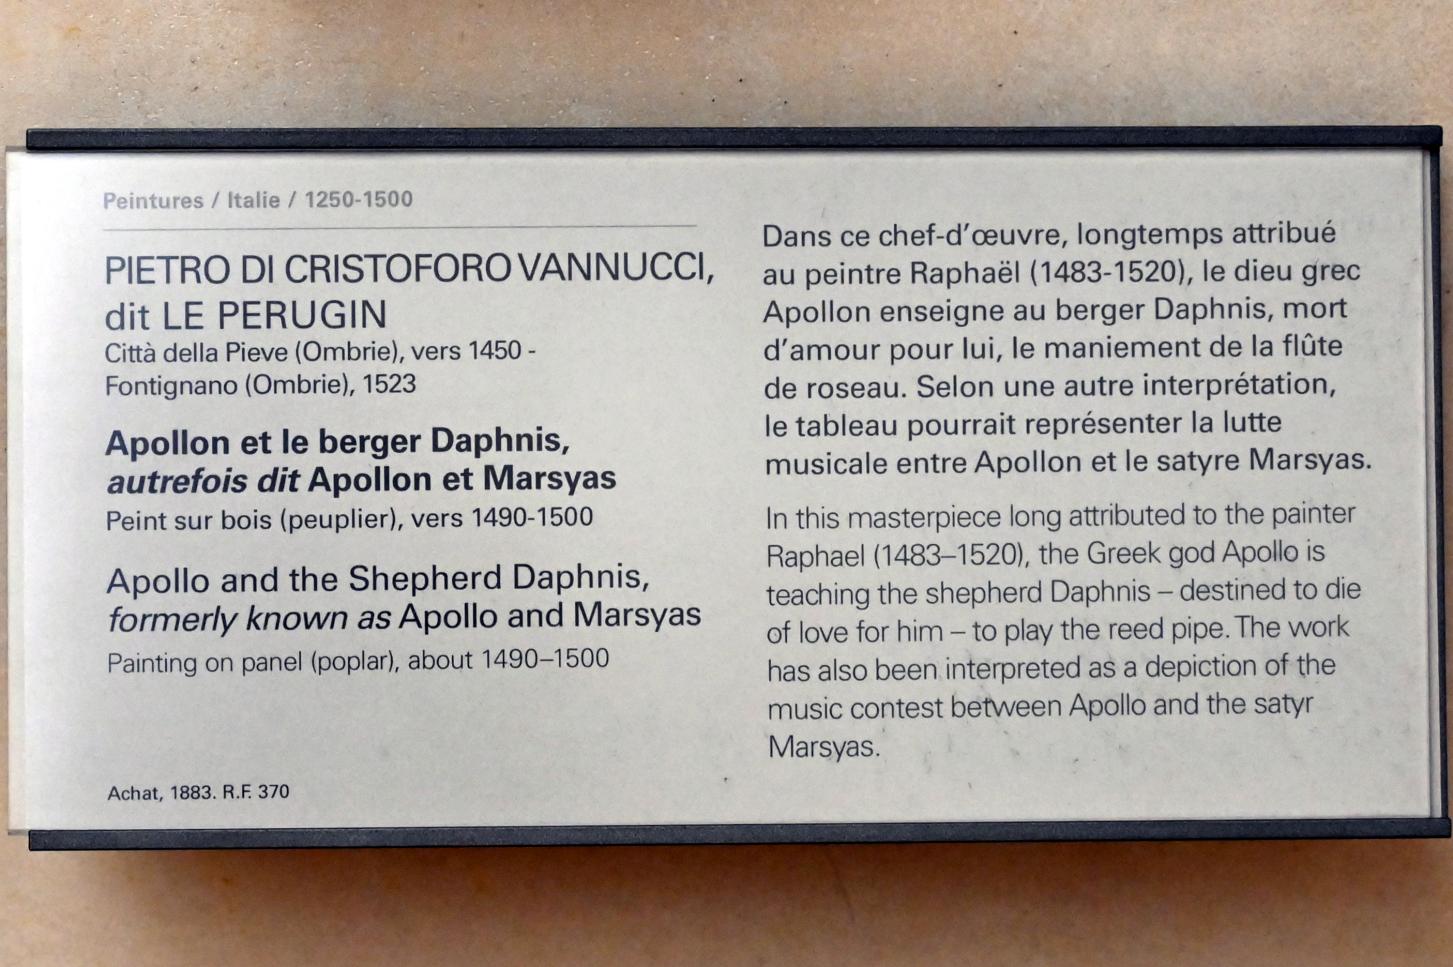 Peintures / Italie / 1250-1500
PIETRO DI CRISTOFORO VANNUCCI,
dit LE PERUGIN
Città della Pieve (Ombrie), vers 1450 -
Fontignano (Ombrie), 1523
Apollon et le berger Daphnis,
autrefois dit Apollon et Marsyas
Peint sur bois (peuplier), vers 1490-1500
Apollo and the Shepherd Daphnis,
formerly known as Apollo and Marsyas
Painting on panel (poplar), about 1490–1500
Achat, 1883. R.F. 370
Dans ce chef-d'œuvre, longtemps attribué
au peintre Raphaël (1483-1520), le dieu grec
Apollon enseigne au berger Daphnis, mort
d'amour pour lui, le maniement de la flûte
de roseau. Selon une autre interprétation,
le tableau pourrait représenter la lutte
musicale entre Apollon et le satyre Marsyas.
In this masterpiece long attributed to the painter
Raphael (1483–1520), the Greek god Apollo is
teaching the shepherd Daphnis – destined to die
of love for him – to play the reed pipe. The work
has also been interpreted as a depiction of the
music contest between Apollo and the satyr
Marsyas.